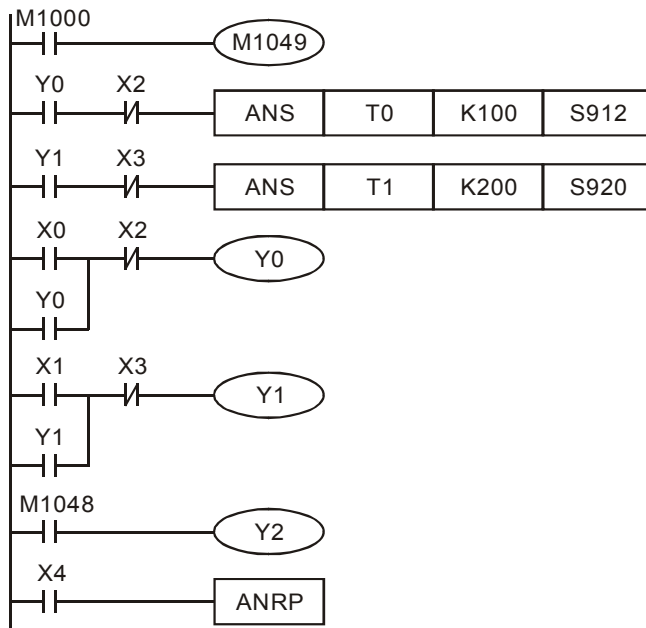 M1000
M1049
Y0 X2
ANS T0 K100 S912
Y1 X3
ANS T1 K200 S920
X0 X2
Y0
Y0
X1 X3
Y1
Y1
M1048
Y2
X4
ANRP